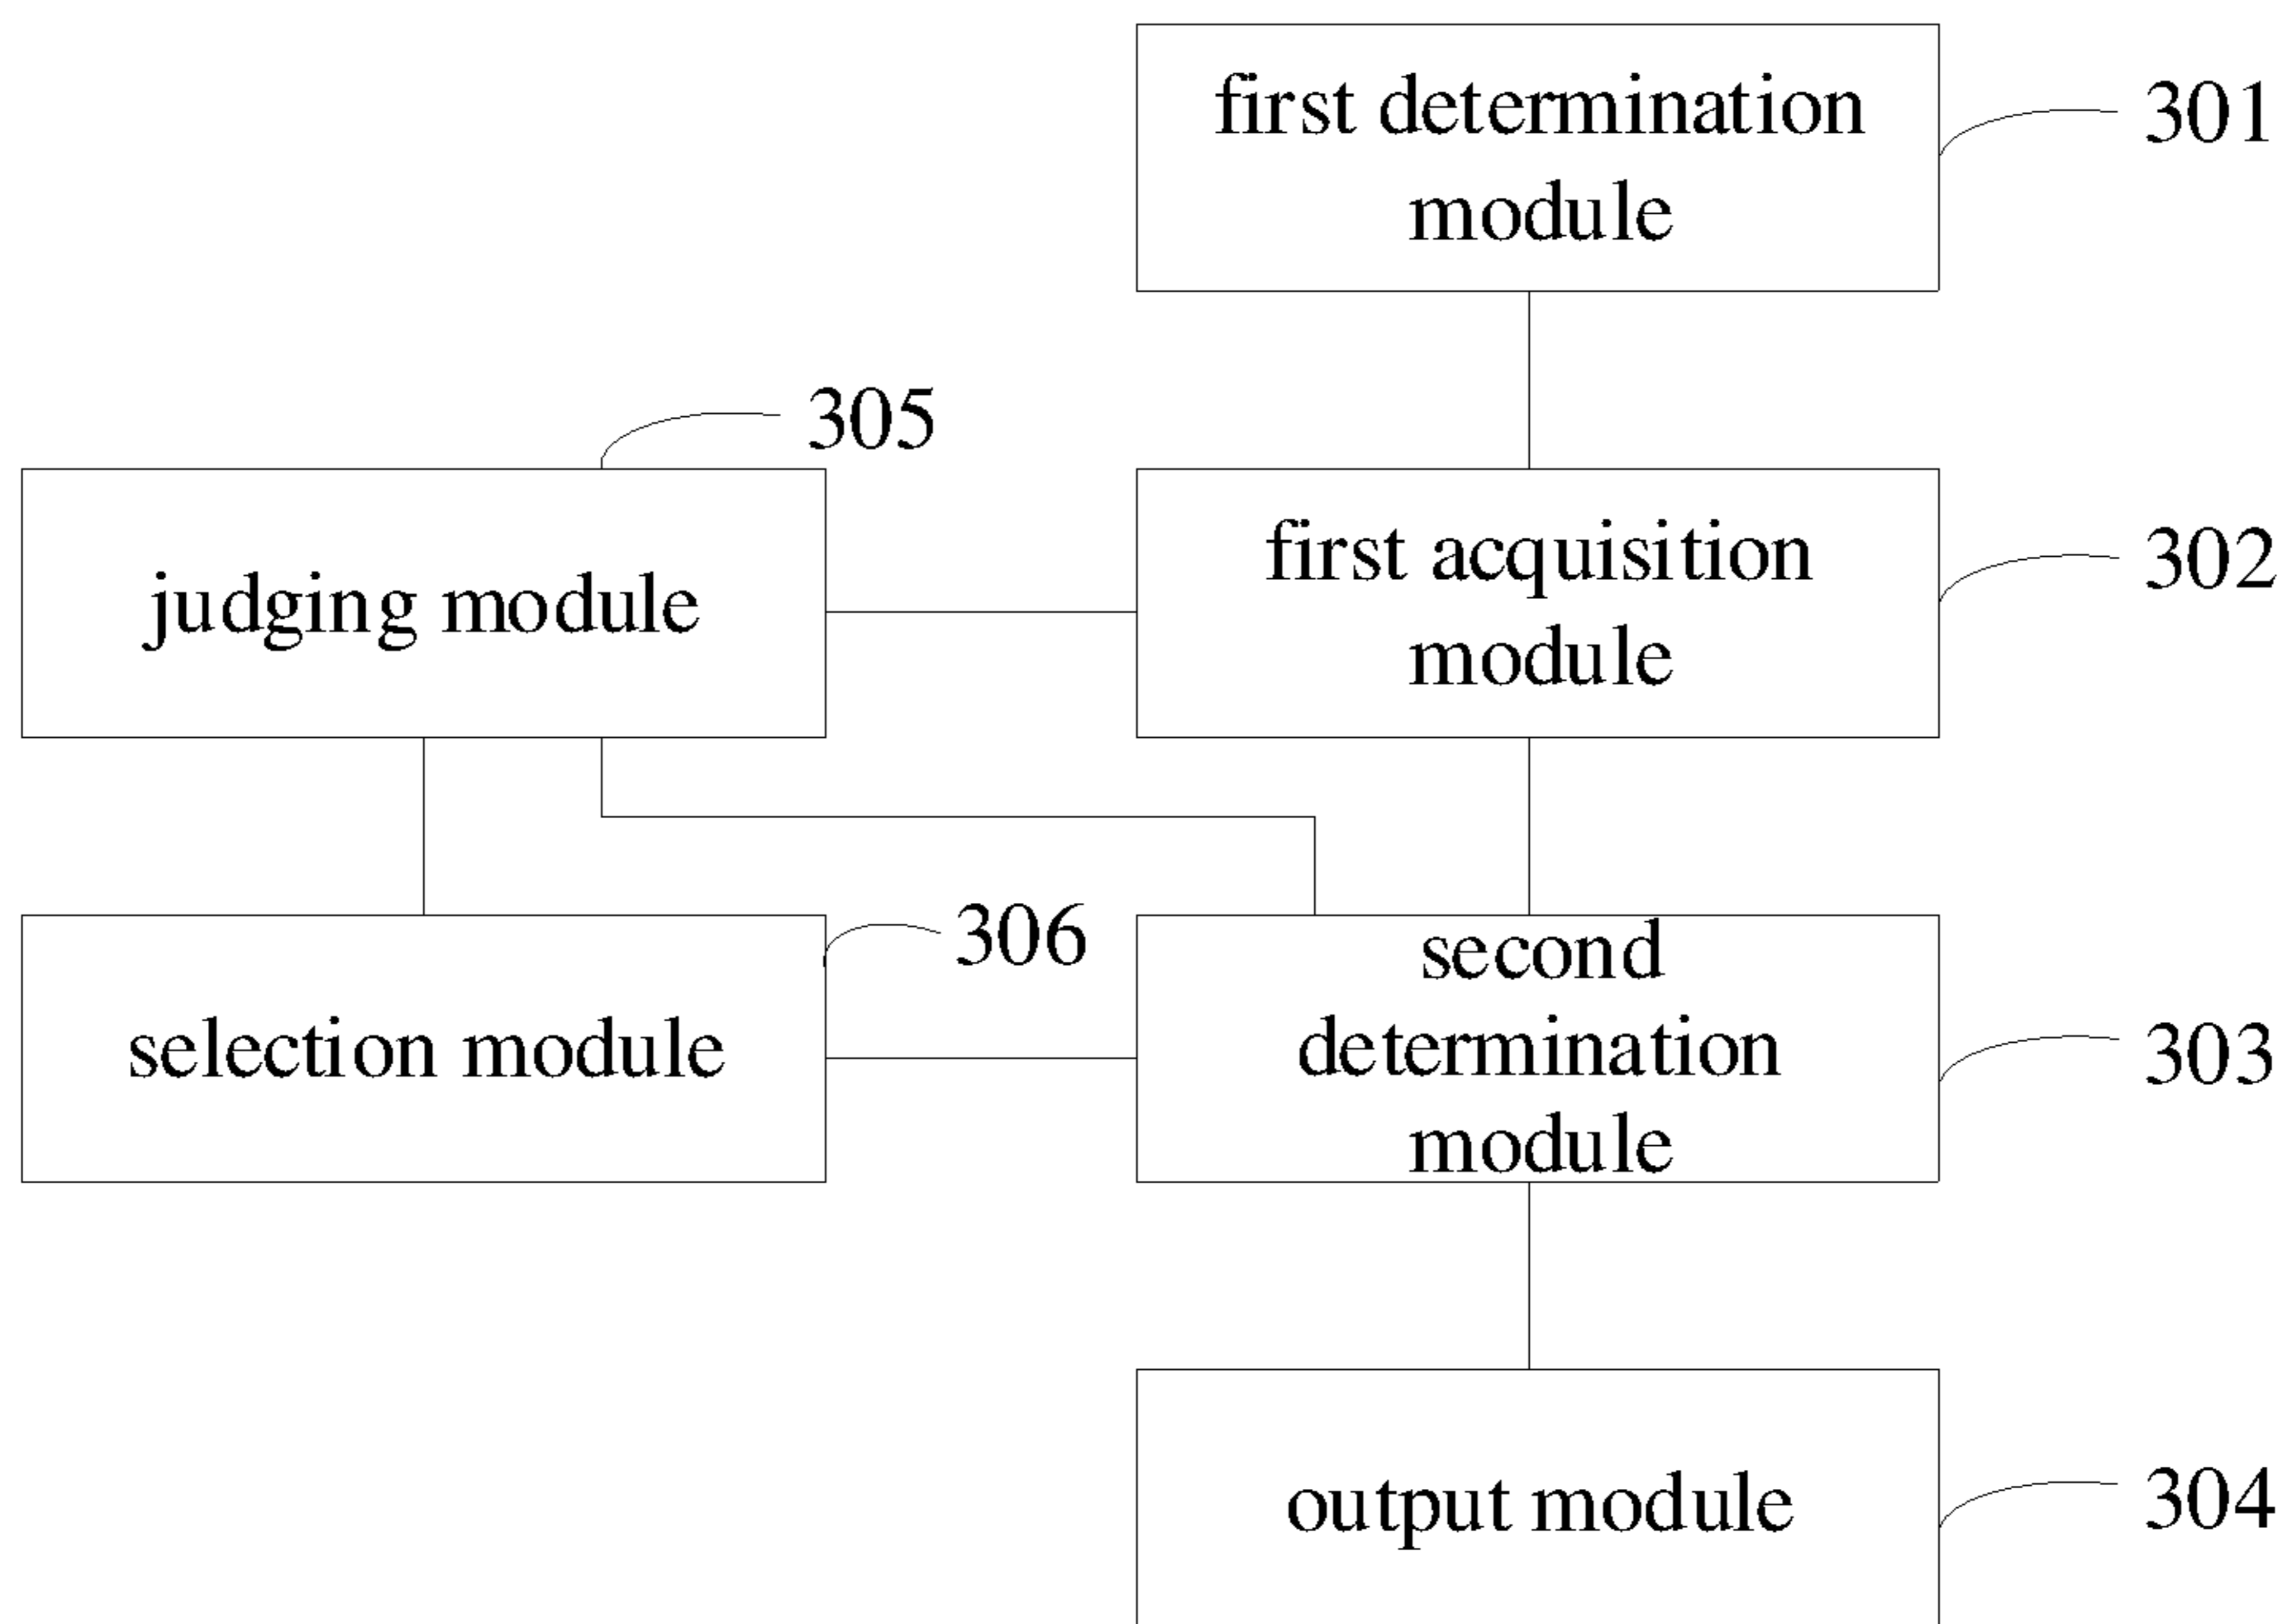 first determination
module
301
305
judging module
first acquisition
module
302
306
selection module
second
determination
module
303
output module
304